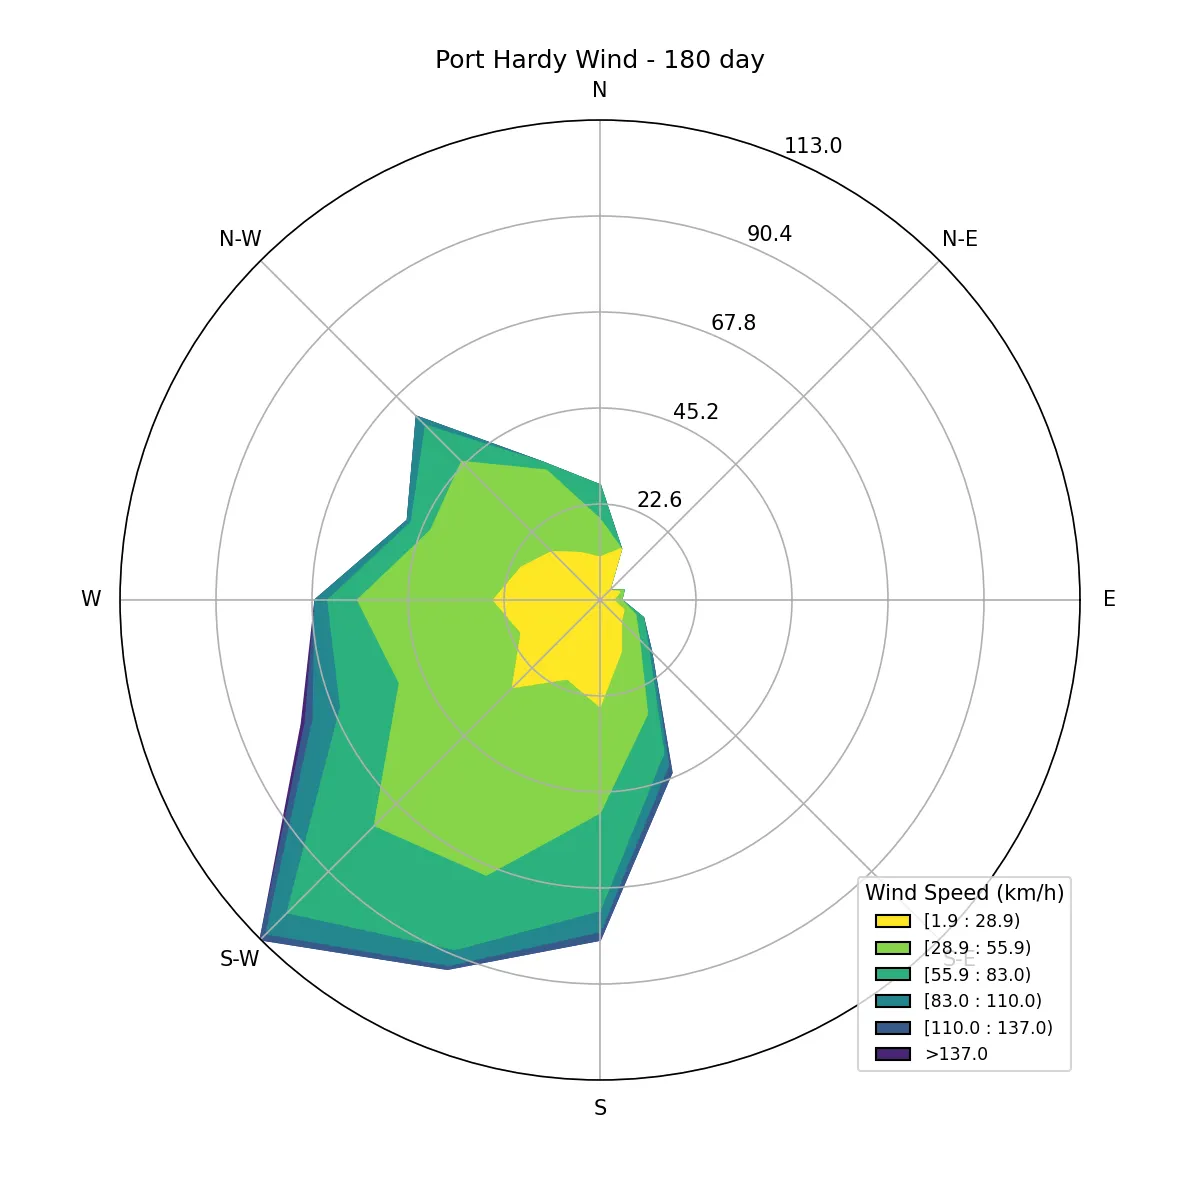 Port Hardy Wind - 180 day
N
113.0
N-W
N-E
90.4
67.8
45.2
22.6
W
E
S-W
S-E
S
Wind Speed (km/h)
[1.9 : 28.9)
[28.9 : 55.9)
[55.9 : 83.0)
[83.0 : 110.0)
[110.0 : 137.0)
>137.0